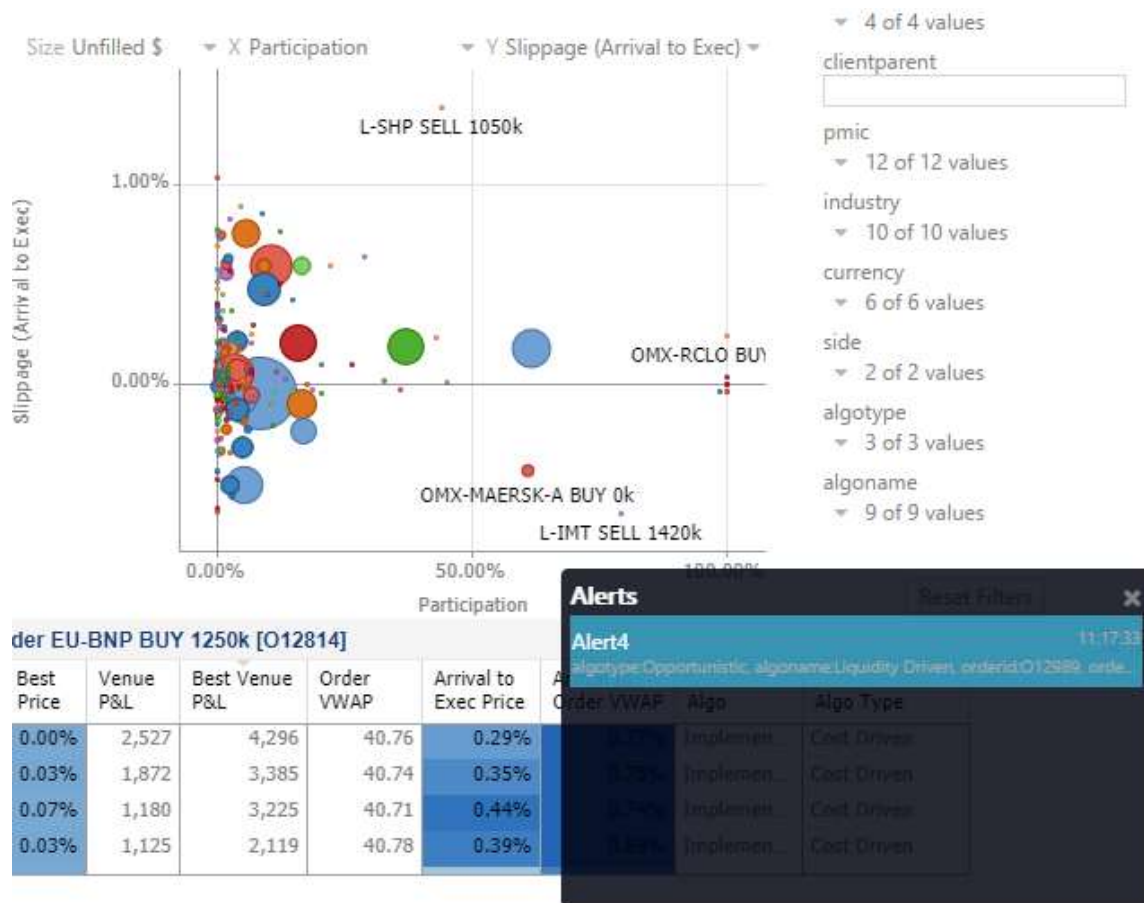 4 of 4 values
Size Unfilled $ X Participation Y Slippage (Arrival to Exec)
clientparent
L-SHP SELL 1050k
pmic
12 of 12 values
1.00%
industry
10 of 10 values
currency
6 of 6 values
Slippage (Arrival to Exec)
side
OMX-RCLO BUY
0.00%
2 of 2 values
algotype
3 of 3 values
algoname
OMX-MAERSK-A BUY 0k
9 of 9 values
L-IMT SELL 1420k
0.00% 50.00% 100.00%
Participation
Alerts
Reset Filters
der EU-BNP BUY 1250k [O12814]
Alert4 11:17:33
algotype:Opportunistic, algoname:Liquidity Driven, orderid:O12989, orde...
Best Price Venue P&L Best Venue P&L Order VWAP Arrival to Exec Price Order VWAP Algo Algo Type
0.00% 2,527 4,296 40.76 0.29% Implemen... Cost Driven
0.03% 1,872 3,385 40.74 0.35% Implemen... Cost Driven
0.07% 1,180 3,225 40.71 0.44% Implemen... Cost Driven
0.03% 1,125 2,119 40.78 0.39% Implemen... Cost Driven